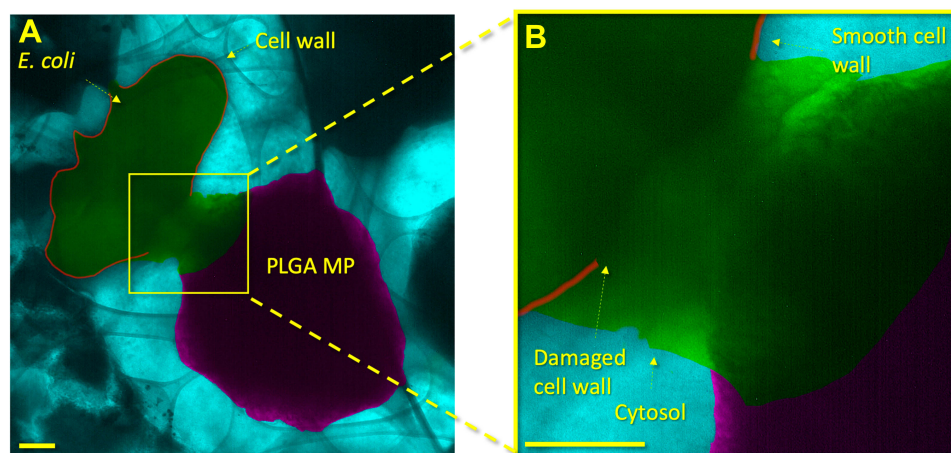 A
E. coli
Cell wall
PLGA MP
B
Smooth cell
wall
Damaged
cell wall
Cytosol